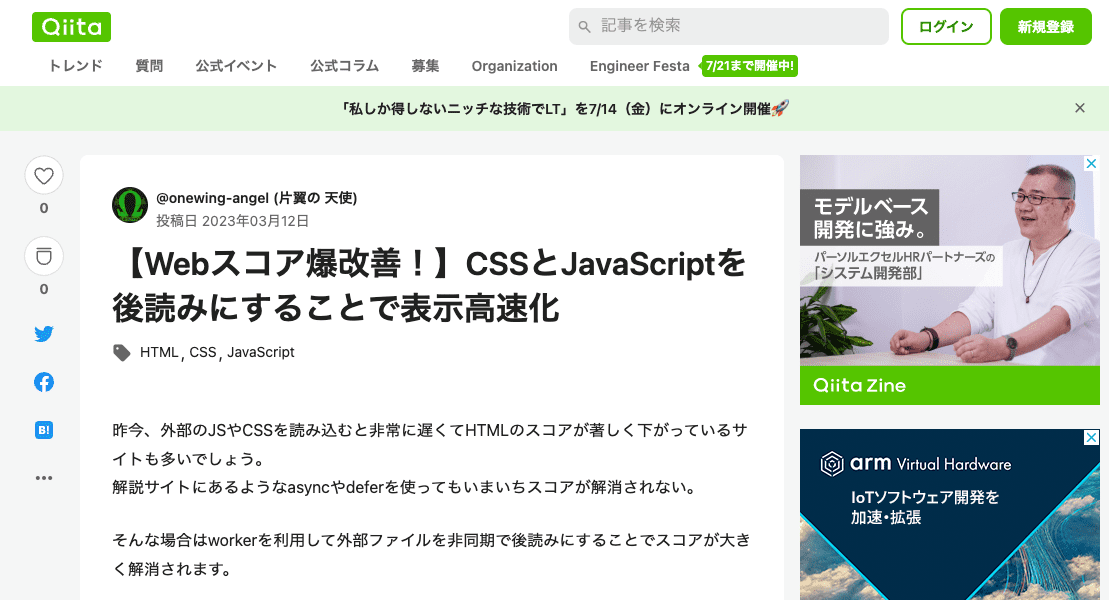 Qiita
記事を検索
ログイン
新規登録
トレンド
質問
公式イベント
公式コラム
募集
Organization
Engineer Festa
7/21まで開催中!
「私しか得しないニッチな技術でLT」を7/14（金）にオンライン開催🚀
0
0
B!
@onewing-angel (片翼の 天使)
投稿日 2023年03月12日
【Webスコア爆改善！】CSSとJavaScriptを
後読みにすることで表示高速化
HTML , CSS , JavaScript
昨今、外部のJSやCSSを読み込むと非常に遅くてHTMLのスコアが著しく下がっているサ
イトも多いでしょう。
解説サイトにあるようなasyncやdeferを使ってもいまいちスコアが解消されない。
そんな場合はworkerを利用して外部ファイルを非同期で後読みにすることでスコアが大き
く解消されます。
モデルベース
開発に強み。
パーソルエクセルHRパートナーズの
「システム開発部」
Qiita Zine
arm Virtual Hardware
IoTソフトウェア開発を
加速・拡張